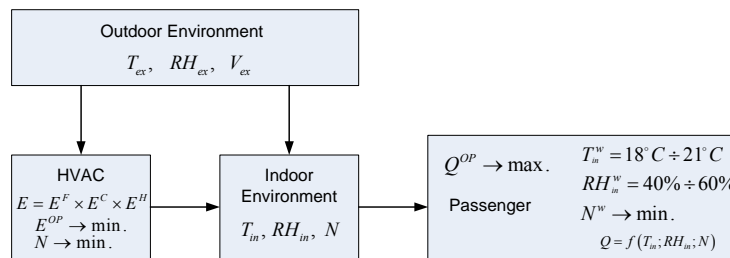 Outdoor Environment
T_ex, RH_ex, V_ex
HVAC
E = E^F × E^C × E^H
E^OP → min.
N → min.
Indoor
Environment
T_in, RH_in, N
Q^OP → max.
Passenger
T_in^w = 18°C ÷ 21°C
RH_in^w = 40% ÷ 60%
N^w → min.
Q = f(T_in; RH_in; N)